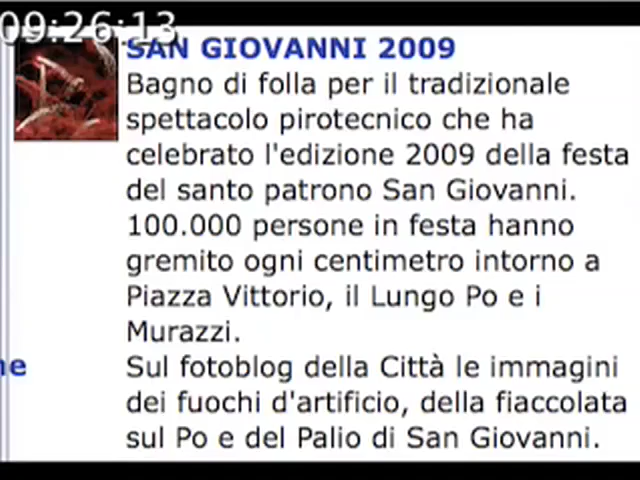 09:26:13
SAN GIOVANNI 2009
Bagno di folla per il tradizionale
spettacolo pirotecnico che ha
celebrato l'edizione 2009 della festa
del santo patrono San Giovanni.
100.000 persone in festa hanno
gremito ogni centimetro intorno a
Piazza Vittorio, il Lungo Po e i
Murazzi.
Sul fotoblog della Città le immagini
dei fuochi d'artificio, della fiaccolata
sul Po e del Palio di San Giovanni.